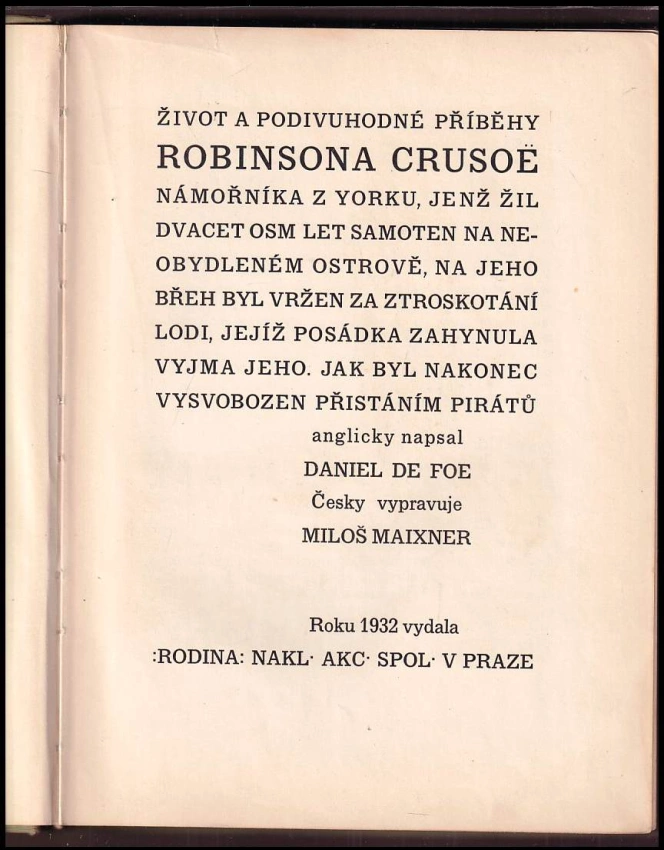 ŽIVOT A PODIVUHODNÉ PŘÍBĚHY
ROBINSONA CRUSOË
NÁMOŘNÍKA Z YORKU, JENŽ ŽIL
DVACET OSM LET SAMOTEN NA NE-
OBYDLENÉM OSTROVĚ, NA JEHO
BŘEH BYL VRŽEN ZA ZTROSKOTÁNÍ
LODI, JEJÍŽ POSÁDKA ZAHYNULA
VYJMA JEHO. JAK BYL NAKONEC
VYSVOBOZEN PŘISTÁNÍM PIRÁTŮ
anglicky napsal
DANIEL DE FOE
Česky vypravuje
MILOŠ MAIXNER
Roku 1932 vydala
:RODINA: NAKL· AKC· SPOL· V PRAZE